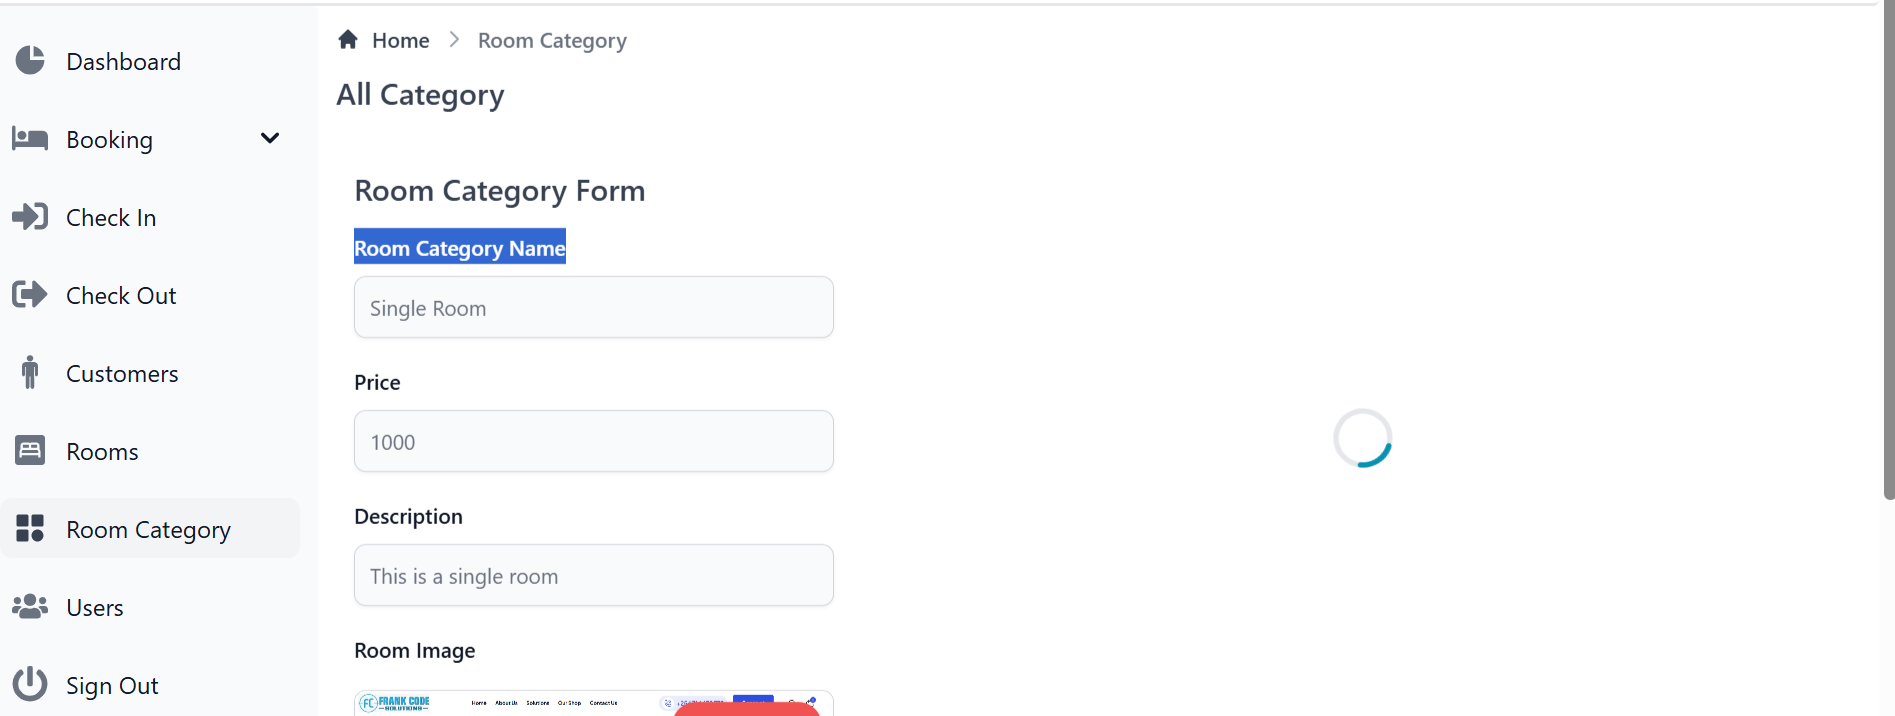 Dashboard
Booking
Check In
Check Out
Customers
Rooms
Room Category
Users
Sign Out
Home > Room Category
All Category
Room Category Form
Room Category Name
Single Room
Price
1000
Description
This is a single room
Room Image
FC FRANK CODE
SOLUTIONS
Home About Us Solutions Our Shop Contact Us